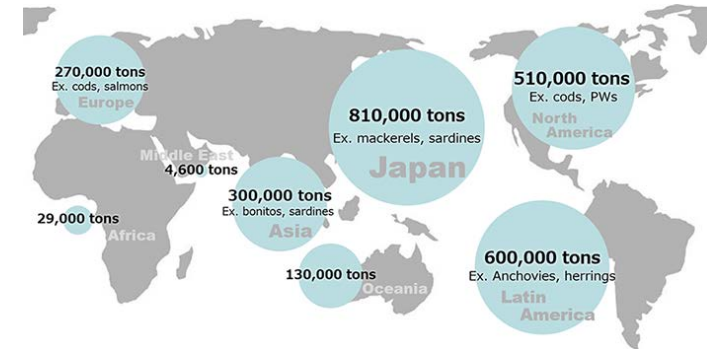 270,000 tons
Ex. cods, salmons
Europe
810,000 tons
Ex. mackerels, sardines
Japan
510,000 tons
Ex. cods, PWs
North
America
Middle East
4,600 tons
300,000 tons
Ex. bonitos, sardines
Asia
29,000 tons
Africa
130,000 tons
Oceania
600,000 tons
Ex. Anchovies, herrings
Latin
America